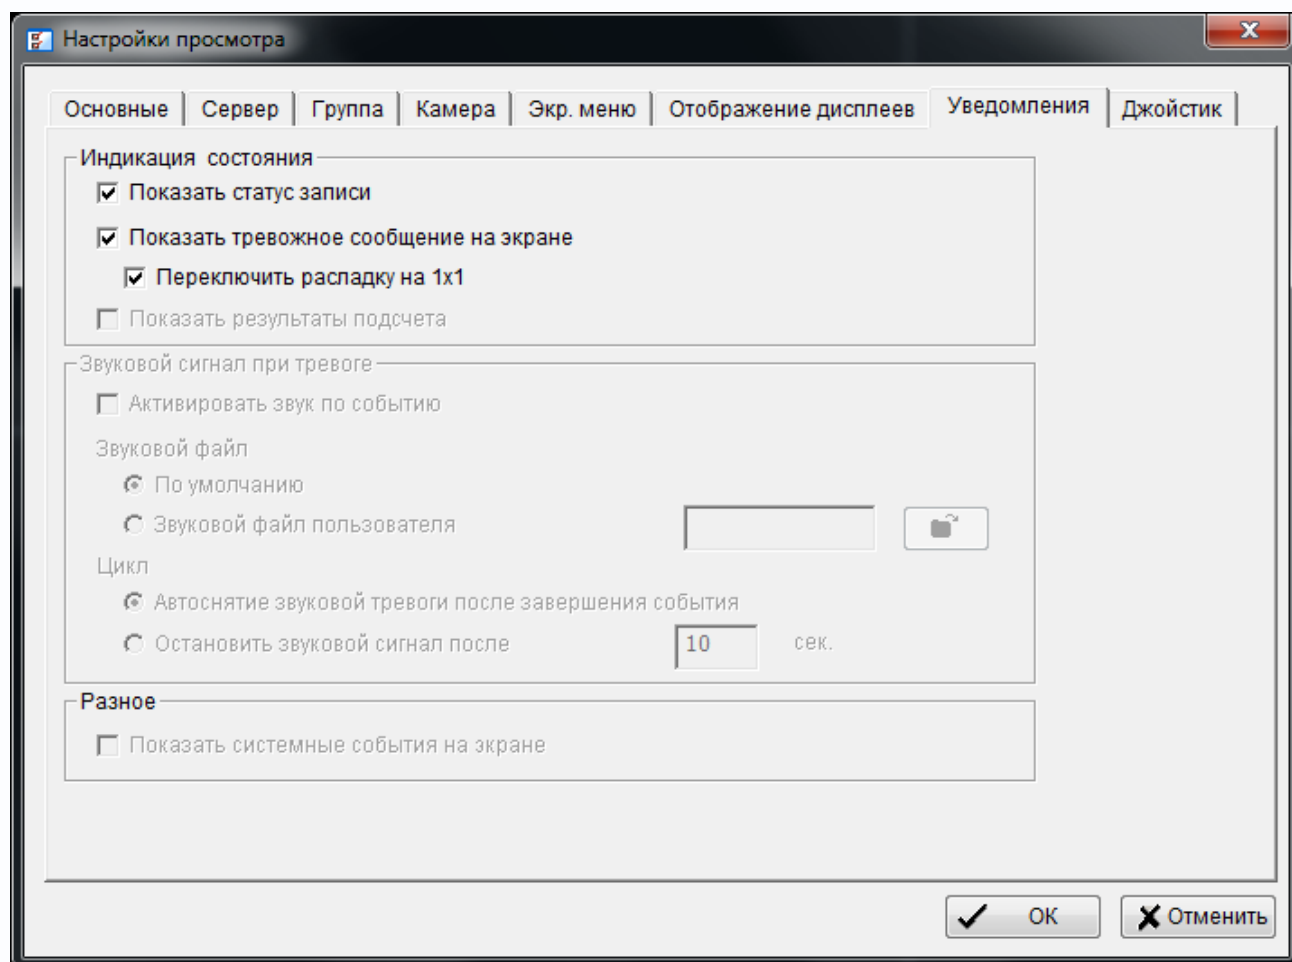 Настройки просмотра
Основные Сервер Группа Камера Экр. меню Отображение дисплеев Уведомления Джойстик
Индикация состояния
Показать статус записи
Показать тревожное сообщение на экране
Переключить распадку на 1x1
Показать результаты подсчета
Звуковой сигнал при тревоге
Активировать звук по событию
Звуковой файл
По умолчанию
Звуковой файл пользователя
Цикл
Автоснятие звуковой тревоги после завершения события
Остановить звуковой сигнал после 10 сек.
Разное
Показать системные события на экране
ОК Отменить